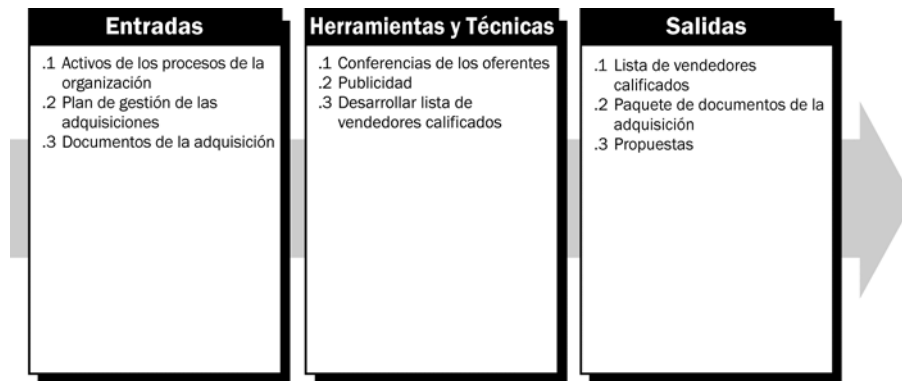 Entradas
.1 Activos de los procesos de la
organización
.2 Plan de gestión de las
adquisiciones
.3 Documentos de la adquisición
Herramientas y Técnicas
.1 Conferencias de los oferentes
.2 Publicidad
.3 Desarrollar lista de
vendedores calificados
Salidas
.1 Lista de vendedores
calificados
.2 Paquete de documentos de la
adquisición
.3 Propuestas